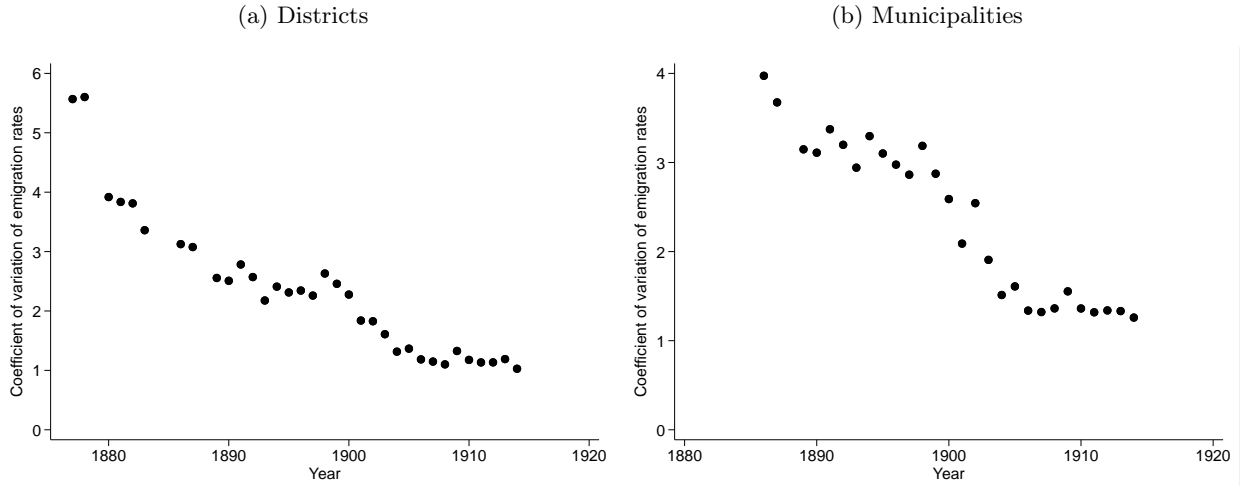 (a) Districts
Coefficient of variation of emigration rates
6
5
4
3
2
1
0
1880 1890 1900 1910 1920
Year
(b) Municipalities
Coefficient of variation of emigration rates
4
3
2
1
0
1880 1890 1900 1910 1920
Year